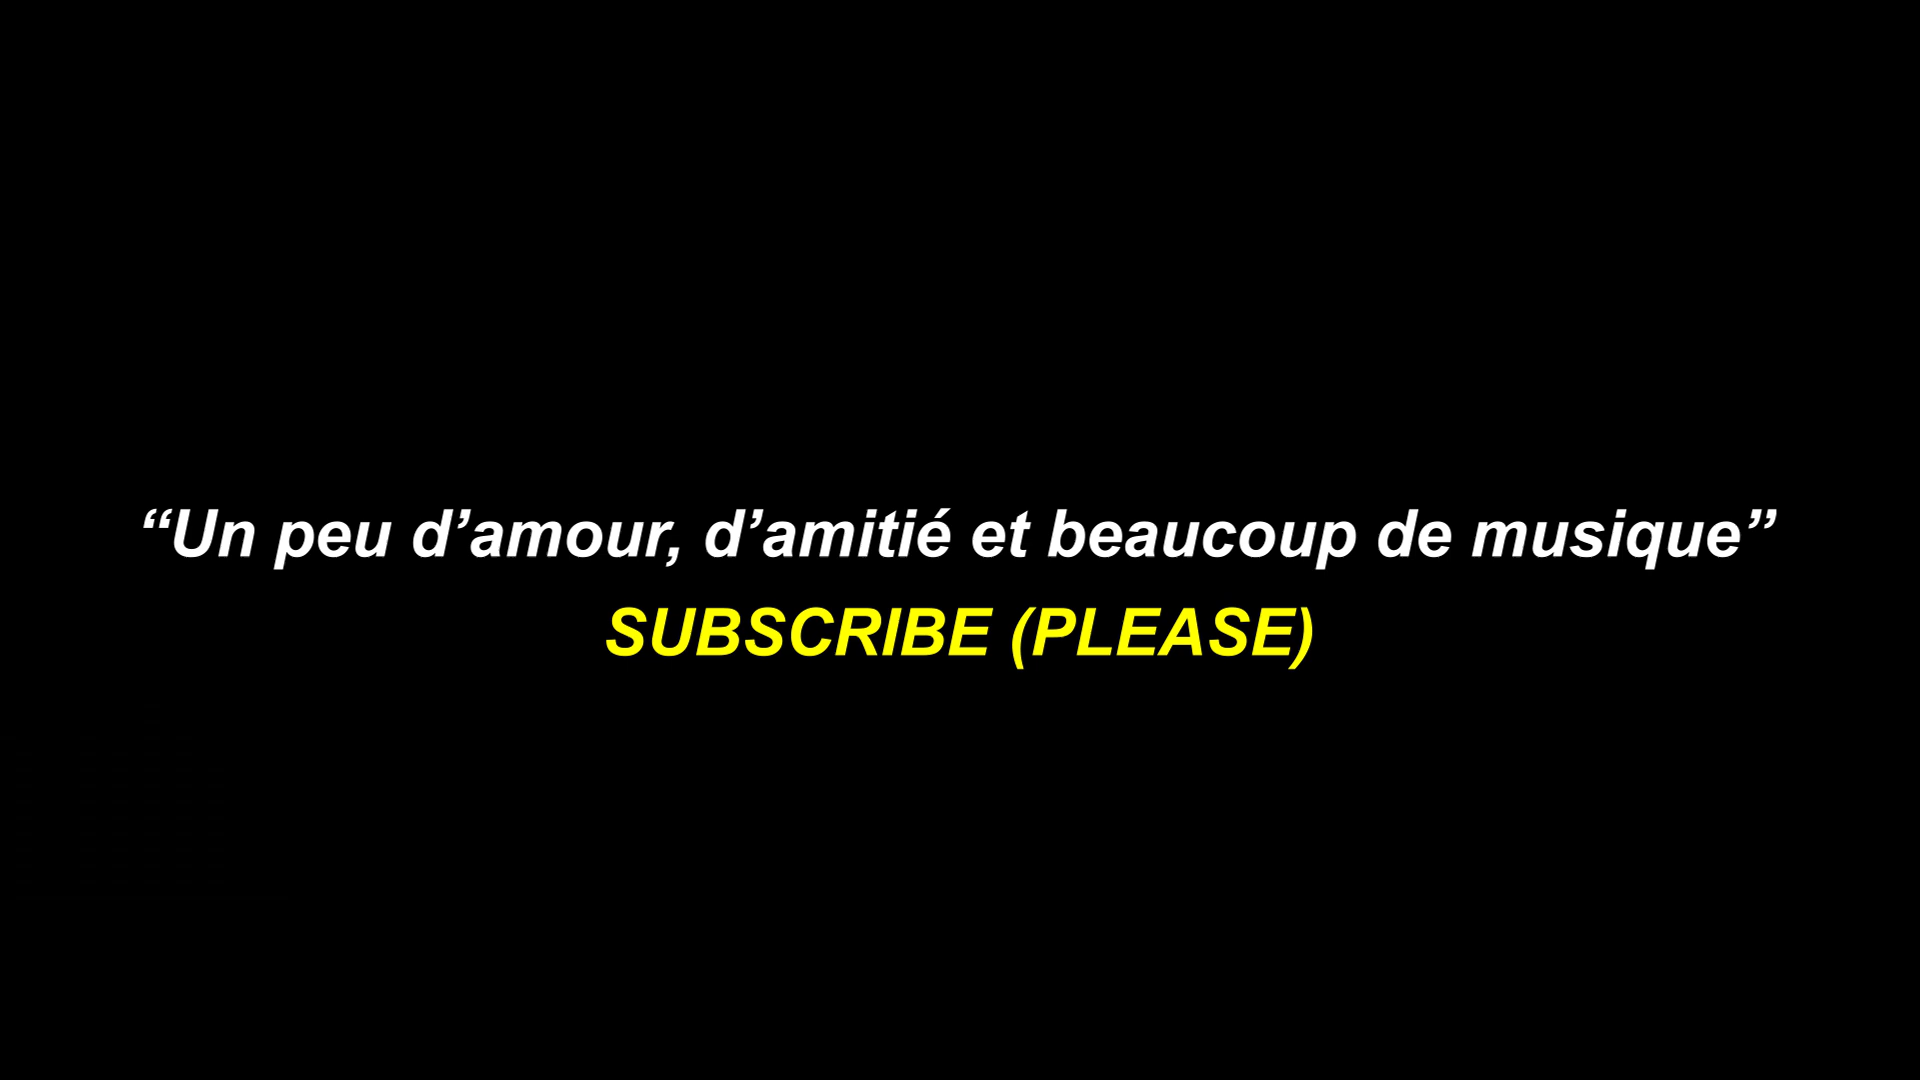 “Un peu d’amour, d’amitié et beaucoup de musique”
SUBSCRIBE (PLEASE)